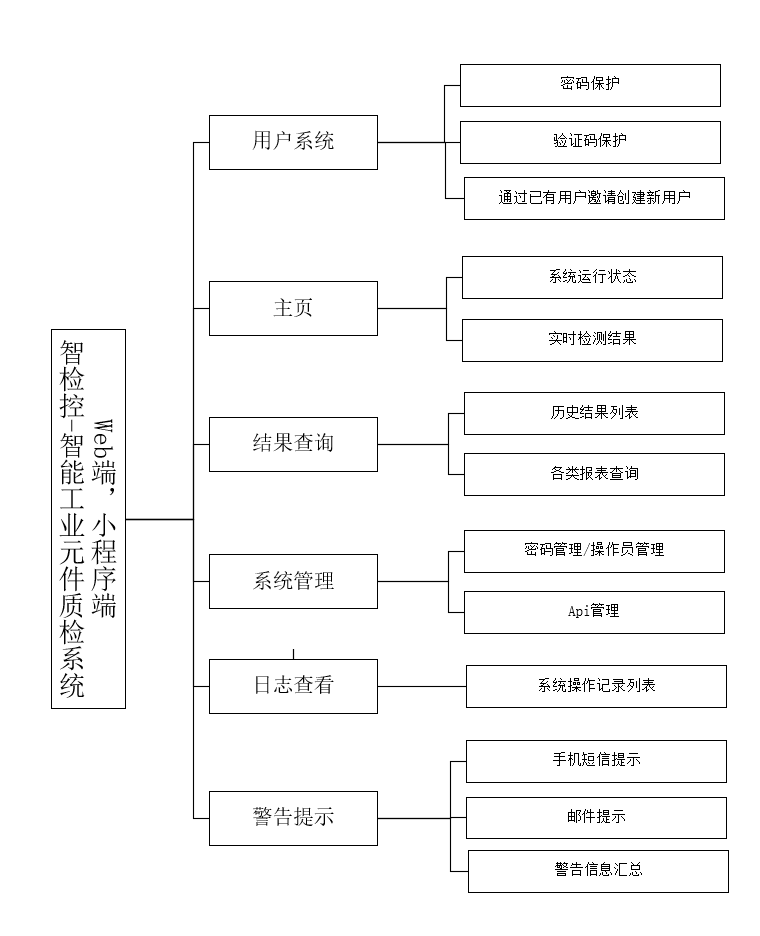 智检控-智能工业元件质检系统
Web端，小程序端
用户系统
密码保护
验证码保护
通过已有用户邀请创建新用户
主页
系统运行状态
实时检测结果
结果查询
历史结果列表
各类报表查询
系统管理
密码管理/操作员管理
Api管理
日志查看
系统操作记录列表
警告提示
手机短信提示
邮件提示
警告信息汇总